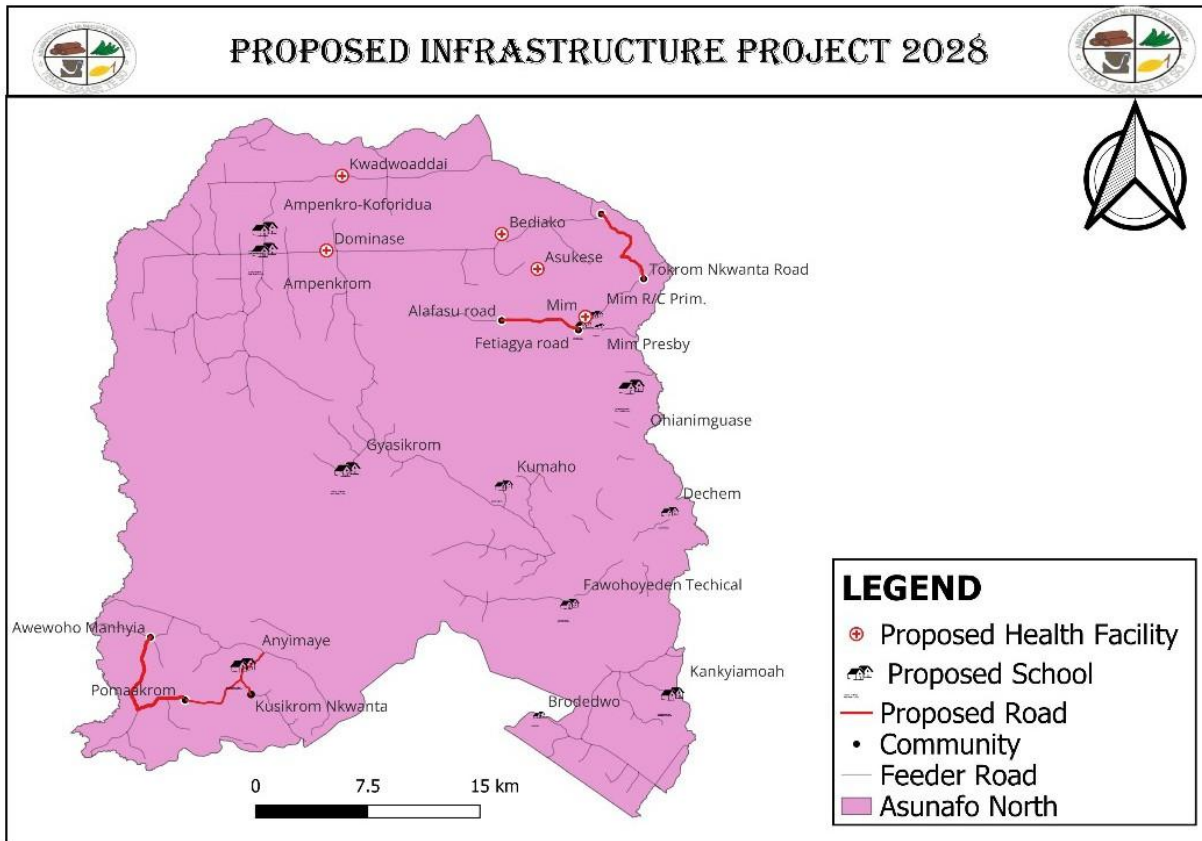 PROPOSED INFRASTRUCTURE PROJECT 2028
Kwadwoaddai
Ampenkro-Koforidua
Bediako
Dominase
Asukese
Tokrom Nkwanta Road
Ampenkrom
Mim R/C Prim.
Mim
Alafasu road
Fetiagya road
Mim Presby
Ohianimguase
Gyasikrom
Kumaho
Dechem
Fawohoyeden Techical
Awewoho Manhyia
Anyimaye
Kankyiamoah
Pomaakrom
Kusikrom Nkwanta
Brodedwo
0 7.5 15 km
LEGEND
Proposed Health Facility
Proposed School
Proposed Road
Community
Feeder Road
Asunafo North